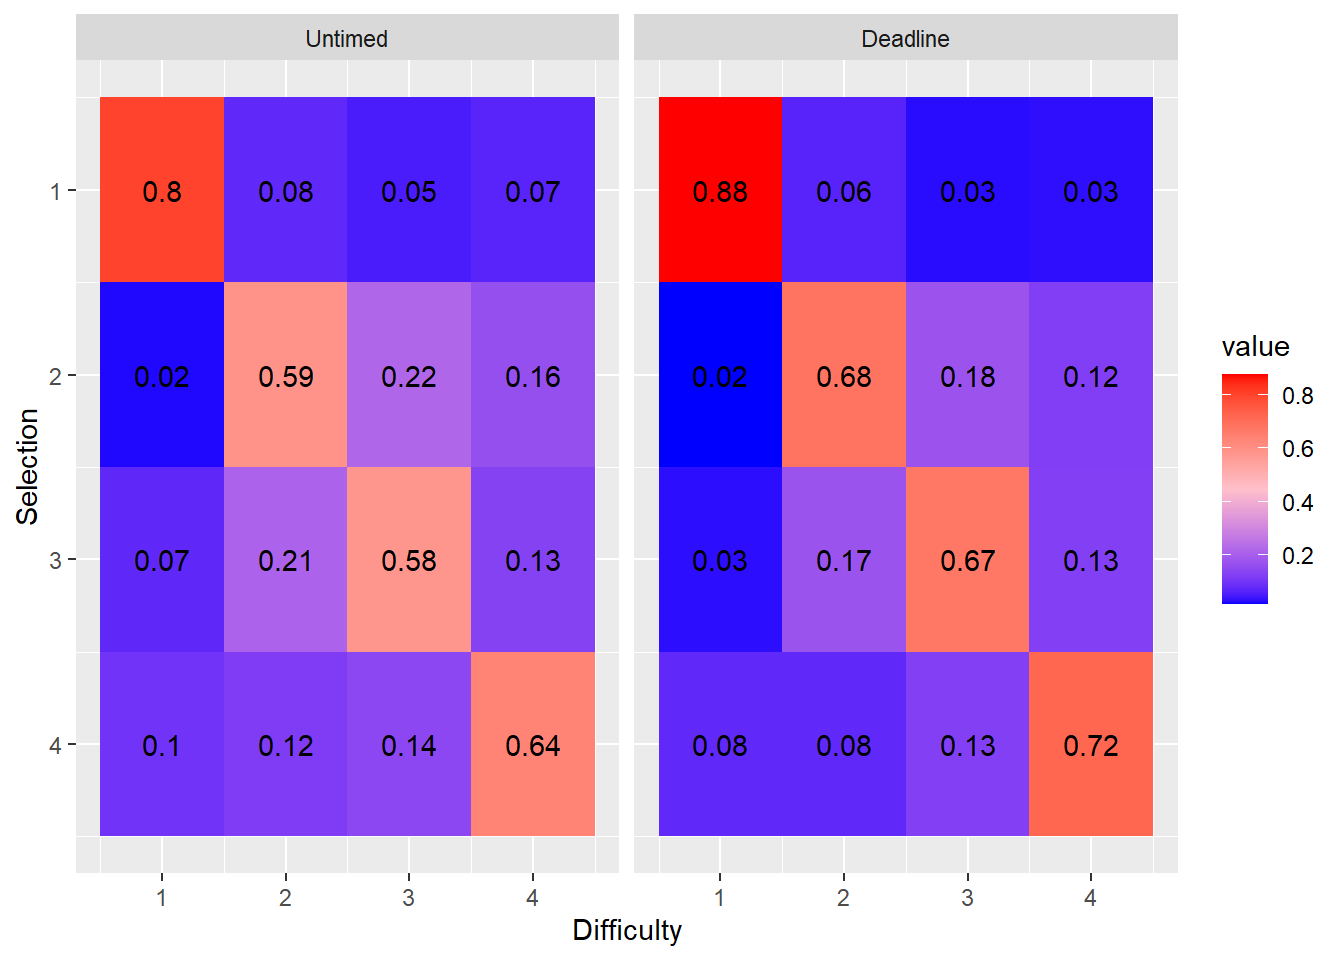 Untimed Deadline
1 0.8 0.08 0.05 0.07 0.88 0.06 0.03 0.03
2 0.02 0.59 0.22 0.16 0.02 0.68 0.18 0.12
3 0.07 0.21 0.58 0.13 0.03 0.17 0.67 0.13
4 0.1 0.12 0.14 0.64 0.08 0.08 0.13 0.72
1 2 3 4 1 2 3 4
Difficulty
Selection
value
0.8
0.6
0.4
0.2